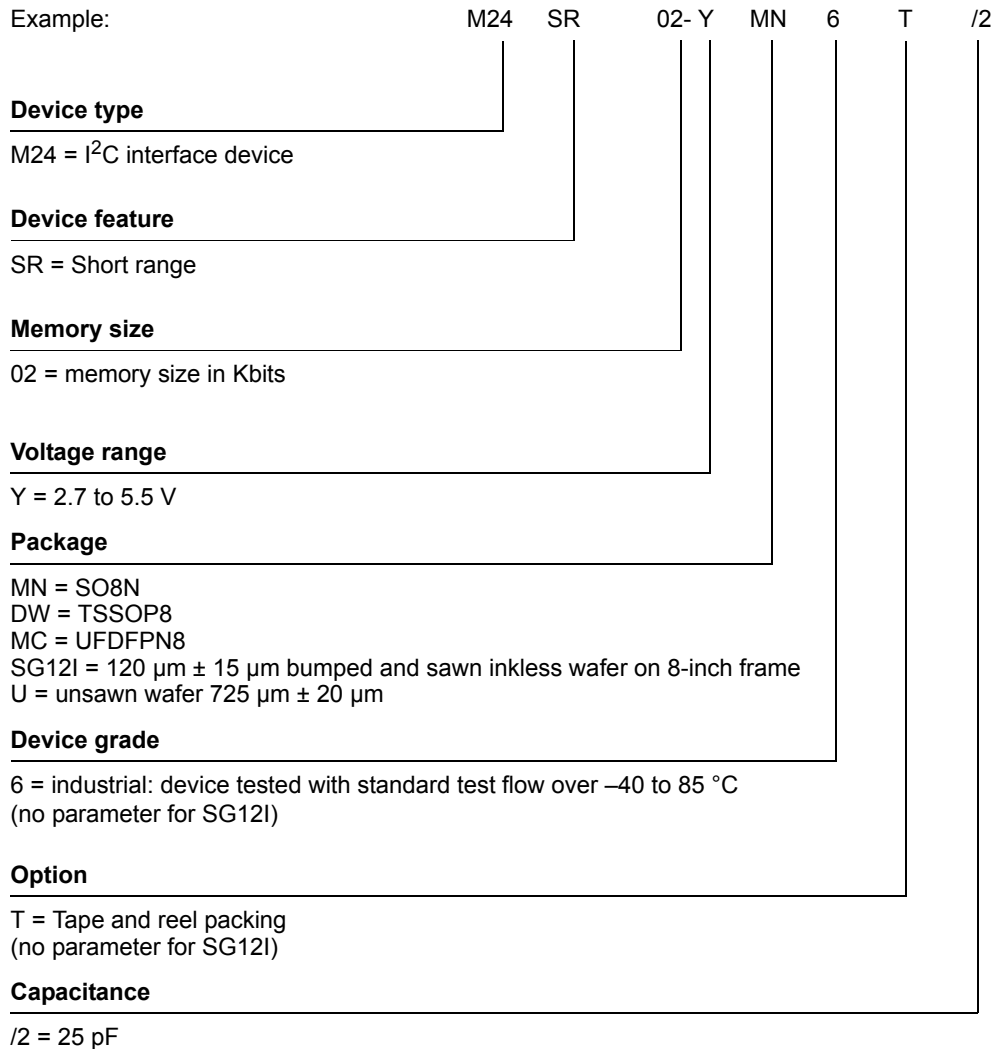 Example: M24 SR 02- Y MN 6 T /2
Device type
M24 = I²C interface device
Device feature
SR = Short range
Memory size
02 = memory size in Kbits
Voltage range
Y = 2.7 to 5.5 V
Package
MN = SO8N
DW = TSSOP8
MC = UFDFPN8
SG12I = 120 µm ± 15 µm bumped and sawn inkless wafer on 8-inch frame
U = unsawn wafer 725 µm ± 20 µm
Device grade
6 = industrial: device tested with standard test flow over –40 to 85 °C
(no parameter for SG12I)
Option
T = Tape and reel packing
(no parameter for SG12I)
Capacitance
/2 = 25 pF